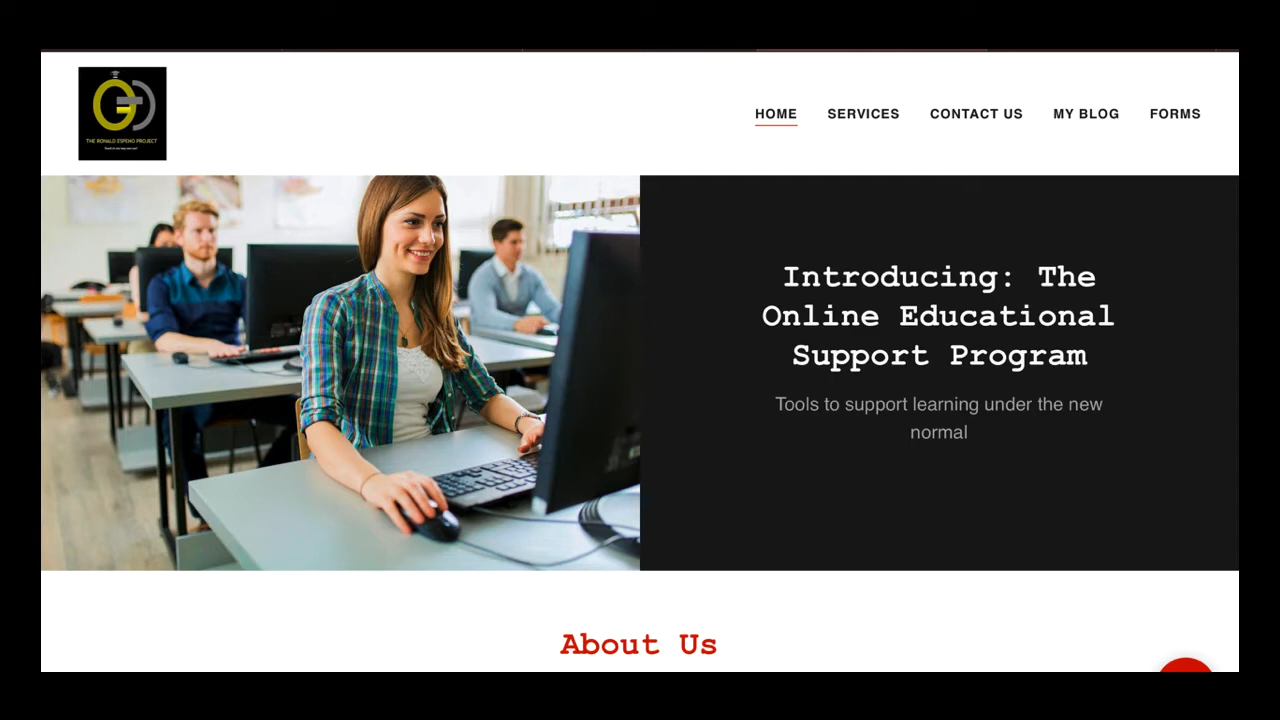 THE RONALD ESPEHO PROJECT
HOME
SERVICES
CONTACT US
MY BLOG
FORMS
Introducing: The
Online Educational
Support Program
Tools to support learning under the new
normal
About Us